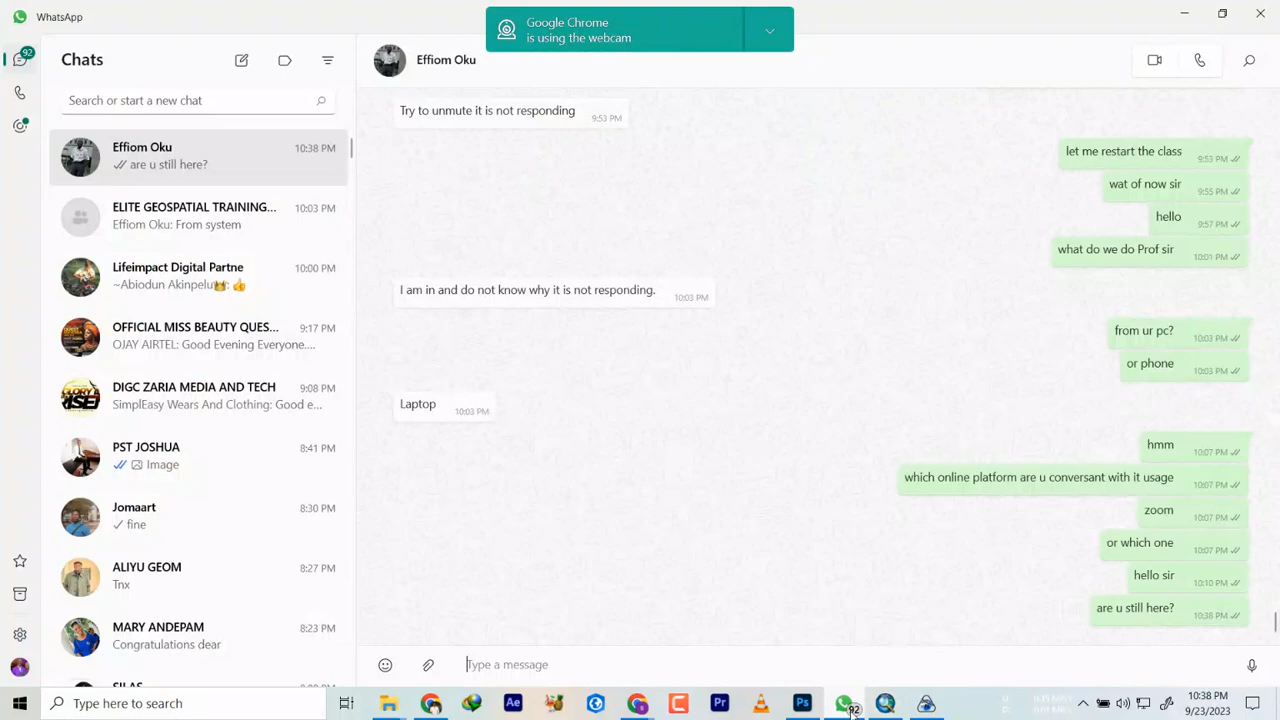 WhatsApp
Google Chrome
is using the webcam
92
Chats
Search or start a new chat
Effiom Oku
10:38 PM
are u still here?
ELITE GEOSPATIAL TRAINING...
10:03 PM
Effiom Oku: From system
Lifeimpact Digital Partne
10:00 PM
~Abiodun Akinpelu
OFFICIAL MISS BEAUTY QUES...
9:17 PM
OJAY AIRTEL: Good Evening Everyone....
DIGC ZARIA MEDIA AND TECH
9:08 PM
SimplEasy Wears And Clothing: Good e...
PST JOSHUA
8:41 PM
Image
Jomaart
8:30 PM
fine
ALIYU GEOM
8:27 PM
Tnx
MARY ANDEPAM
8:23 PM
Congratulations dear
Effiom Oku
Try to unmute it is not responding
9:53 PM
let me restart the class
9:53 PM
wat of now sir
9:55 PM
hello
9:57 PM
what do we do Prof sir
10:01 PM
I am in and do not know why it is not responding.
10:03 PM
from ur pc?
10:03 PM
or phone
10:03 PM
Laptop
10:03 PM
hmm
10:07 PM
which online platform are u conversant with it usage
10:07 PM
zoom
10:07 PM
or which one
10:07 PM
hello sir
10:10 PM
are u still here?
10:38 PM
Type a message
Type here to search
Ae
Pr
Ps
92
10:38 PM
9/23/2023